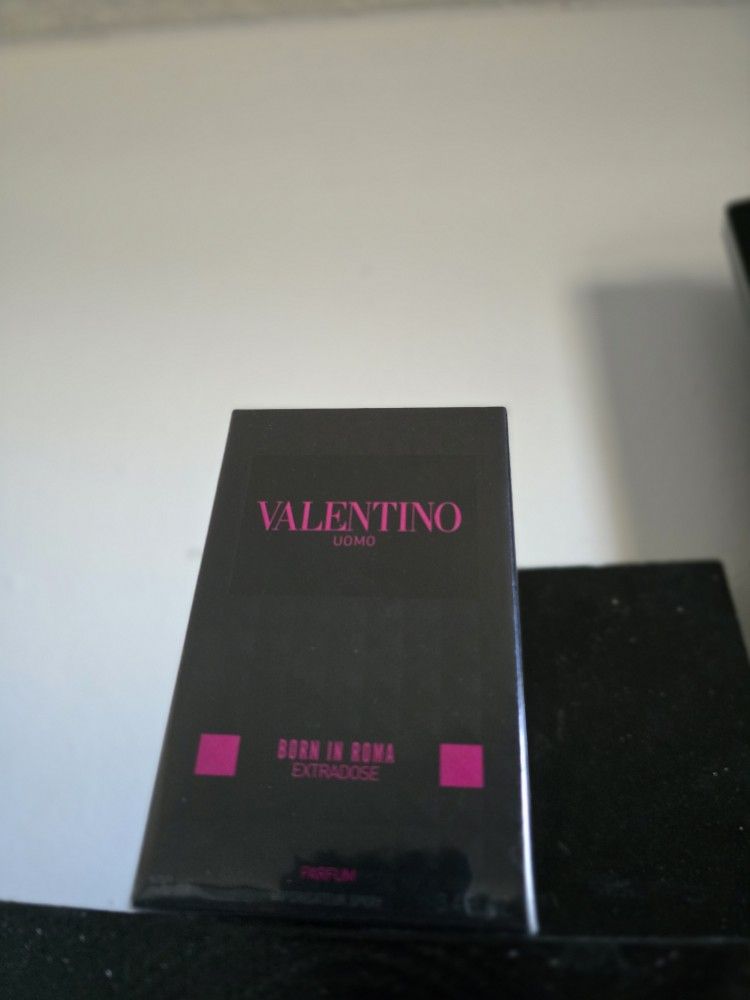 VALENTINO
UOMO
BORN IN ROMA
EXTRADOSE
PARFUM